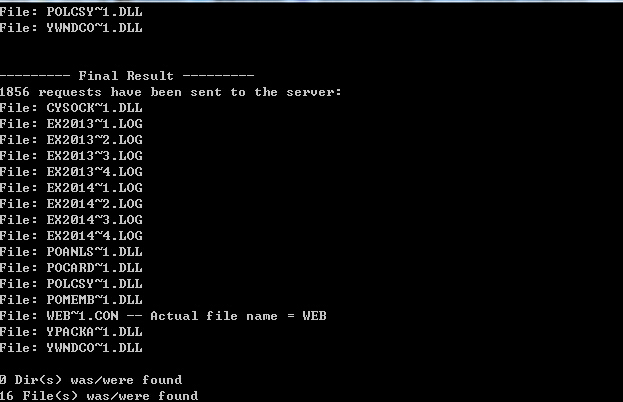 File: POLCSY~1.DLL
File: YWNDCO~1.DLL
--------- Final Result ---------
1856 requests have been sent to the server:
File: CYSOCK~1.DLL
File: EX2013~1.LOG
File: EX2013~2.LOG
File: EX2013~3.LOG
File: EX2013~4.LOG
File: EX2014~1.LOG
File: EX2014~2.LOG
File: EX2014~3.LOG
File: EX2014~4.LOG
File: POANLS~1.DLL
File: POCARD~1.DLL
File: POLCSY~1.DLL
File: POMEMB~1.DLL
File: WEB~1.CON -- Actual file name = WEB
File: YPACKA~1.DLL
File: YWNDCO~1.DLL
0 Dir(s) was/were found
16 File(s) was/were found